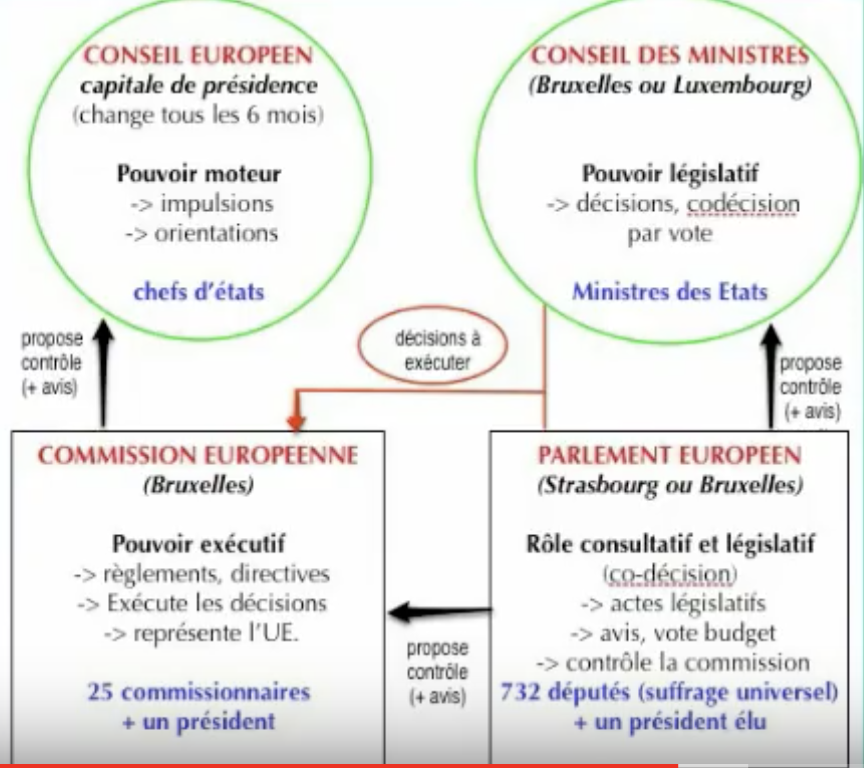 CONSEIL EUROPEEN
capitale de présidence
(change tous les 6 mois)
Pouvoir moteur
-> impulsions
-> orientations
chefs d'états
CONSEIL DES MINISTRES
(Bruxelles ou Luxembourg)
Pouvoir législatif
-> décisions, codécision
par vote
Ministres des Etats
propose
contrôle
(+ avis)
décisions à
exécuter
propose
contrôle
(+ avis)
COMMISSION EUROPEENNE
(Bruxelles)
Pouvoir exécutif
-> règlements, directives
-> Exécute les décisions
-> représente l'UE.
25 commissionnaires
+ un président
propose
contrôle
(+ avis)
PARLEMENT EUROPEEN
(Strasbourg ou Bruxelles)
Rôle consultatif et législatif
(co-décision)
-> actes législatifs
-> avis, vote budget
-> contrôle la commission
732 députés (suffrage universel)
+ un président élu